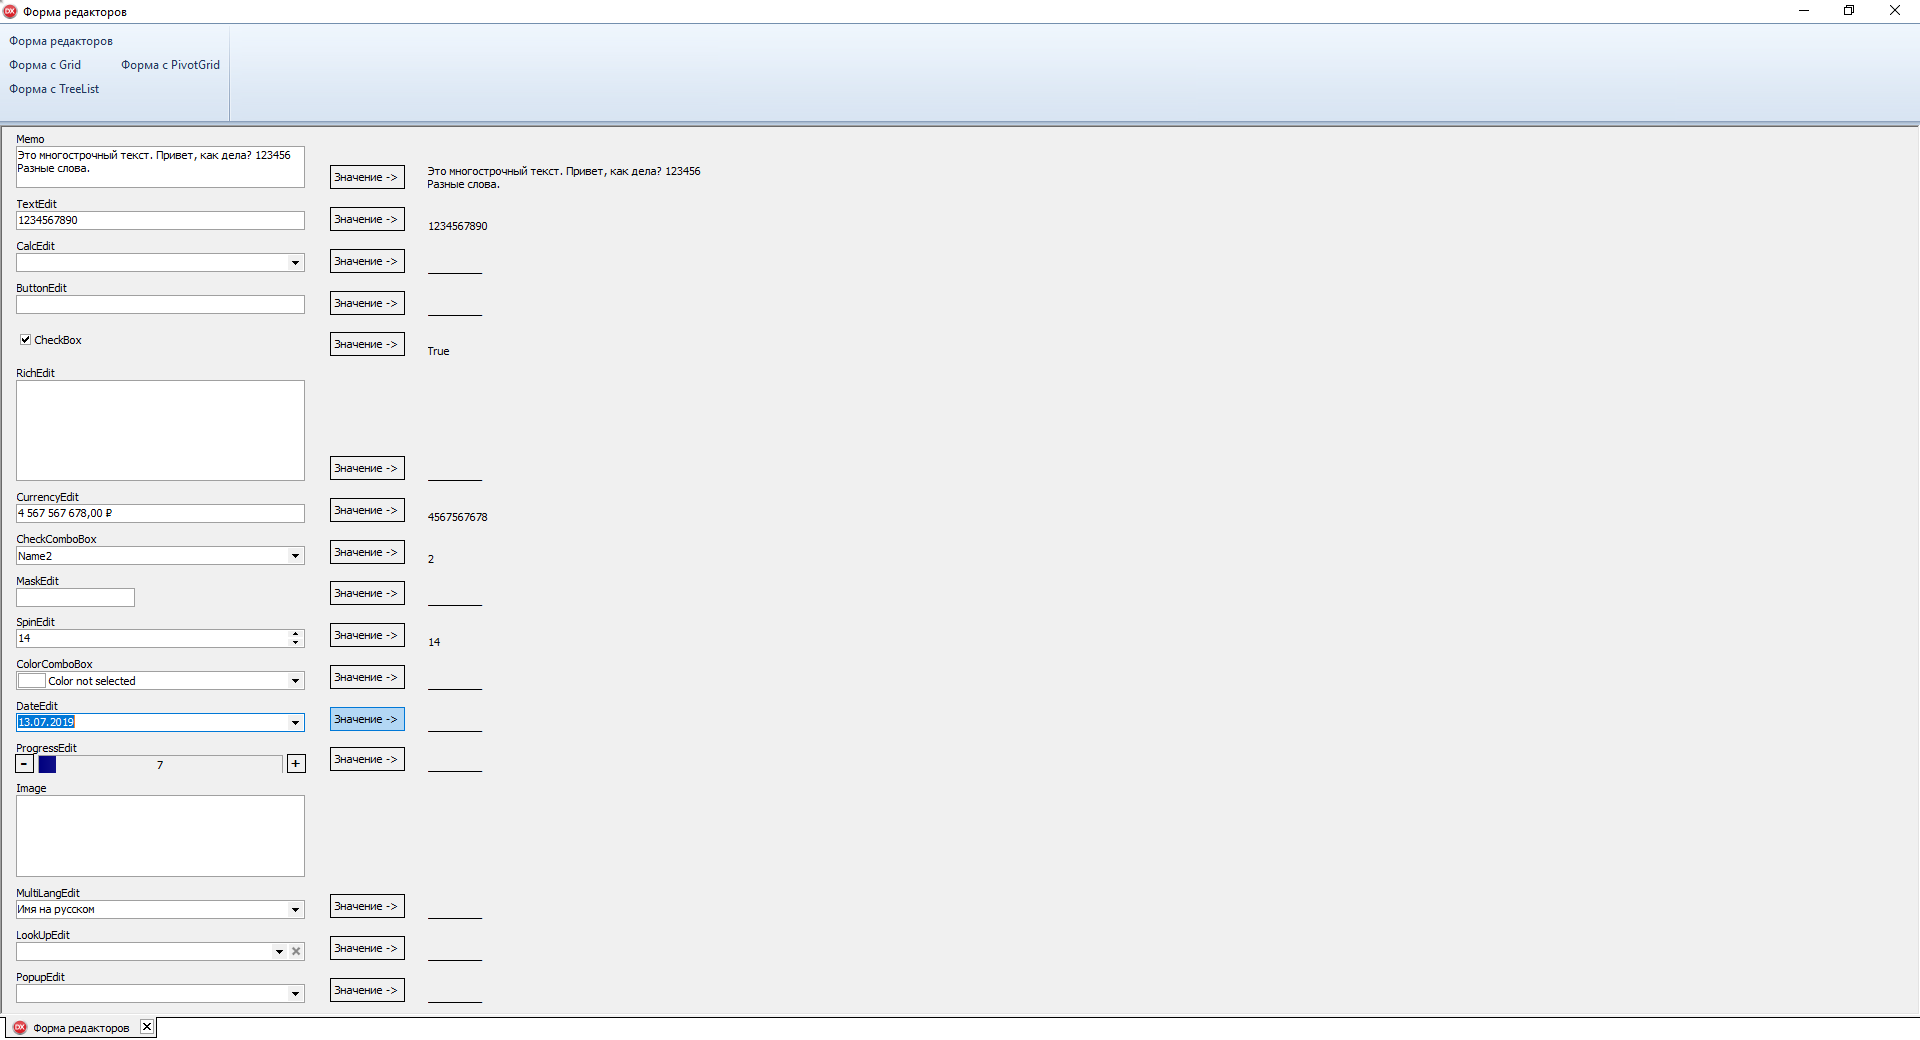 Форма редакторов
Форма редакторов
Форма с Grid
Форма с PivotGrid
Форма с TreeList
Memo
Это многострочный текст. Привет, как дела? 123456
Разные слова.
Значение ->
Это многострочный текст. Привет, как дела? 123456
Разные слова.
TextEdit
1234567890
Значение ->
1234567890
CalcEdit
Значение ->
ButtonEdit
Значение ->
CheckBox
Значение ->
True
RichEdit
Значение ->
CurrencyEdit
4 567 567 678,00 ₽
Значение ->
4567567678
CheckComboBox
Name2
Значение ->
2
MaskEdit
Значение ->
SpinEdit
14
Значение ->
14
ColorComboBox
Color not selected
Значение ->
DateEdit
13.07.2019
Значение ->
ProgressEdit
- 7 +
Значение ->
Image
MultiLangEdit
Имя на русском
Значение ->
LookUpEdit
Значение ->
PopupEdit
Значение ->
DX Форма редакторов